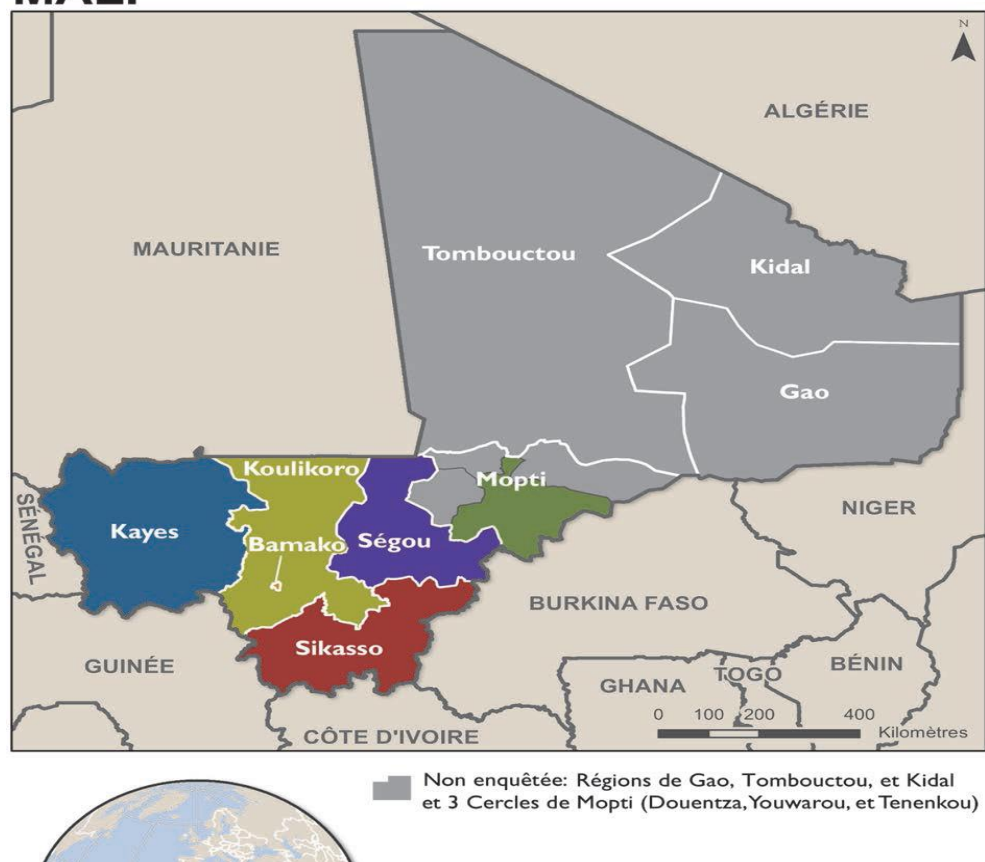 MALI
N
ALGÉRIE
MAURITANIE
Tombouctou
Kidal
Gao
Koulikoro
Mopti
SÉNÉGAL
Kayes
Bamako
Ségou
NIGER
BURKINA FASO
Sikasso
GUINÉE
GHANA
TOGO
BÉNIN
0 100 200 400
Kilomètres
CÔTE D'IVOIRE
Non enquêtée: Régions de Gao, Tombouctou, et Kidal
et 3 Cercles de Mopti (Douentza, Youwarou, et Tenenkou)